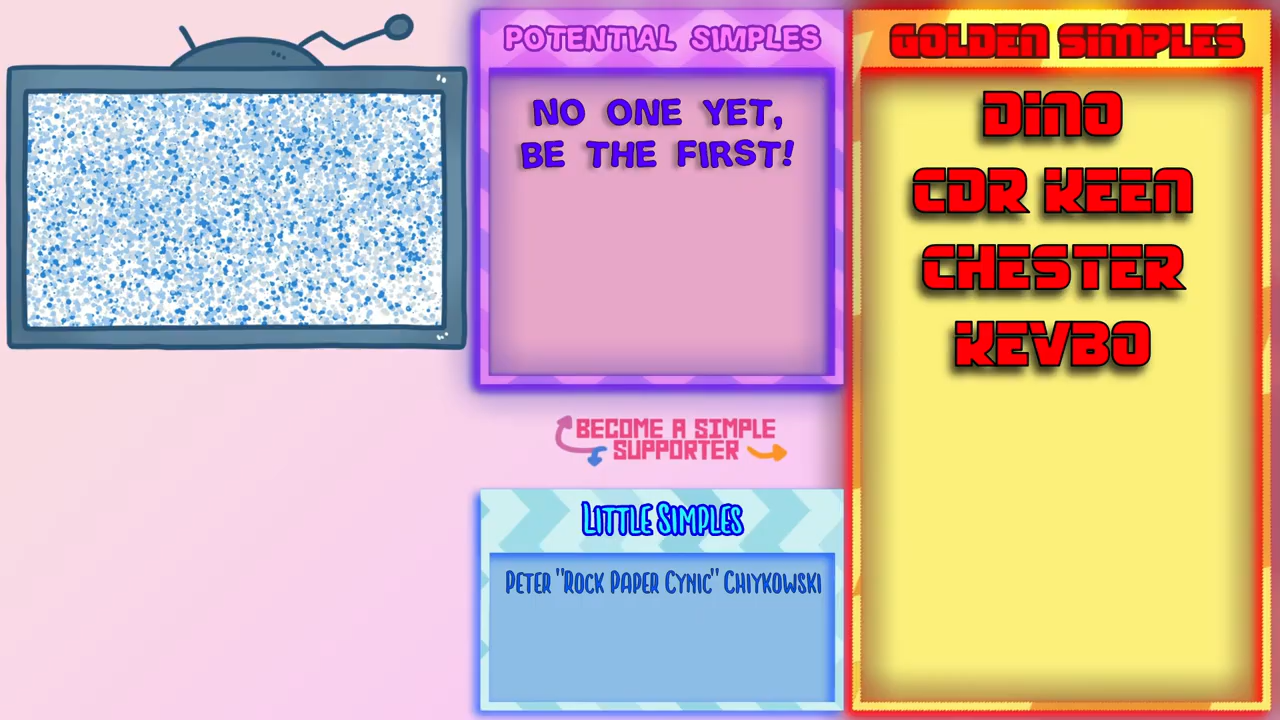 POTENTIAL SIMPLES
NO ONE YET,
BE THE FIRST!
BECOME A SIMPLE
SUPPORTER
LITTLE SIMPLES
PETER "ROCK PAPER CYNIC" CHIYKOWSKI
GOLDEN SIMPLES
DINO
CDR KEEN
CHESTER
KEVBO